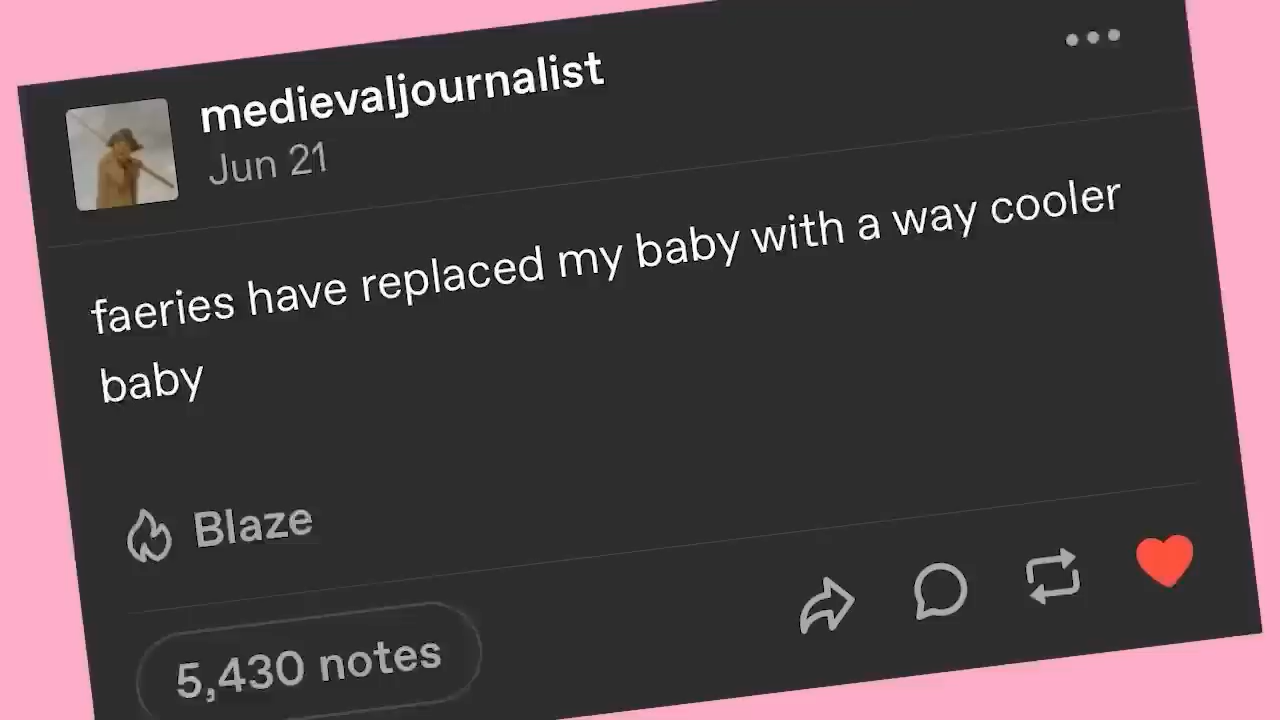 medievaljournalist
Jun 21
faeries have replaced my baby with a way cooler
baby
Blaze
5,430 notes